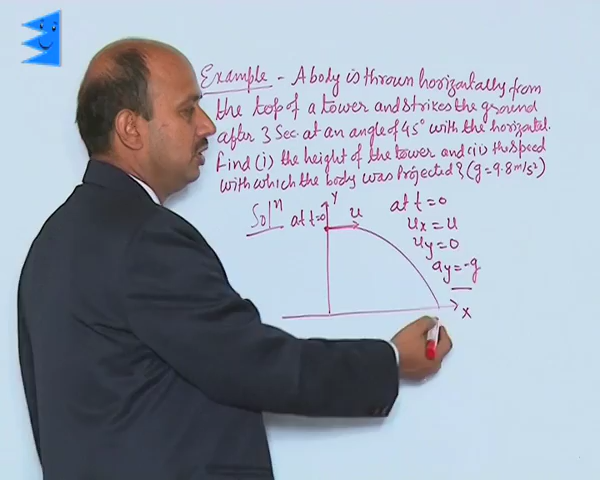 Example - A body is thrown horizontally from
the top of a tower and strikes the ground
after 3 Sec. at an angle of 45° with the horizontal.
Find (i) the height of the tower and (ii) the speed
with which the body was projected? (g=9.8m/s²)
Solⁿ at t=0 Y u
at t=0
ux=u
uy=0
ay=-g
X